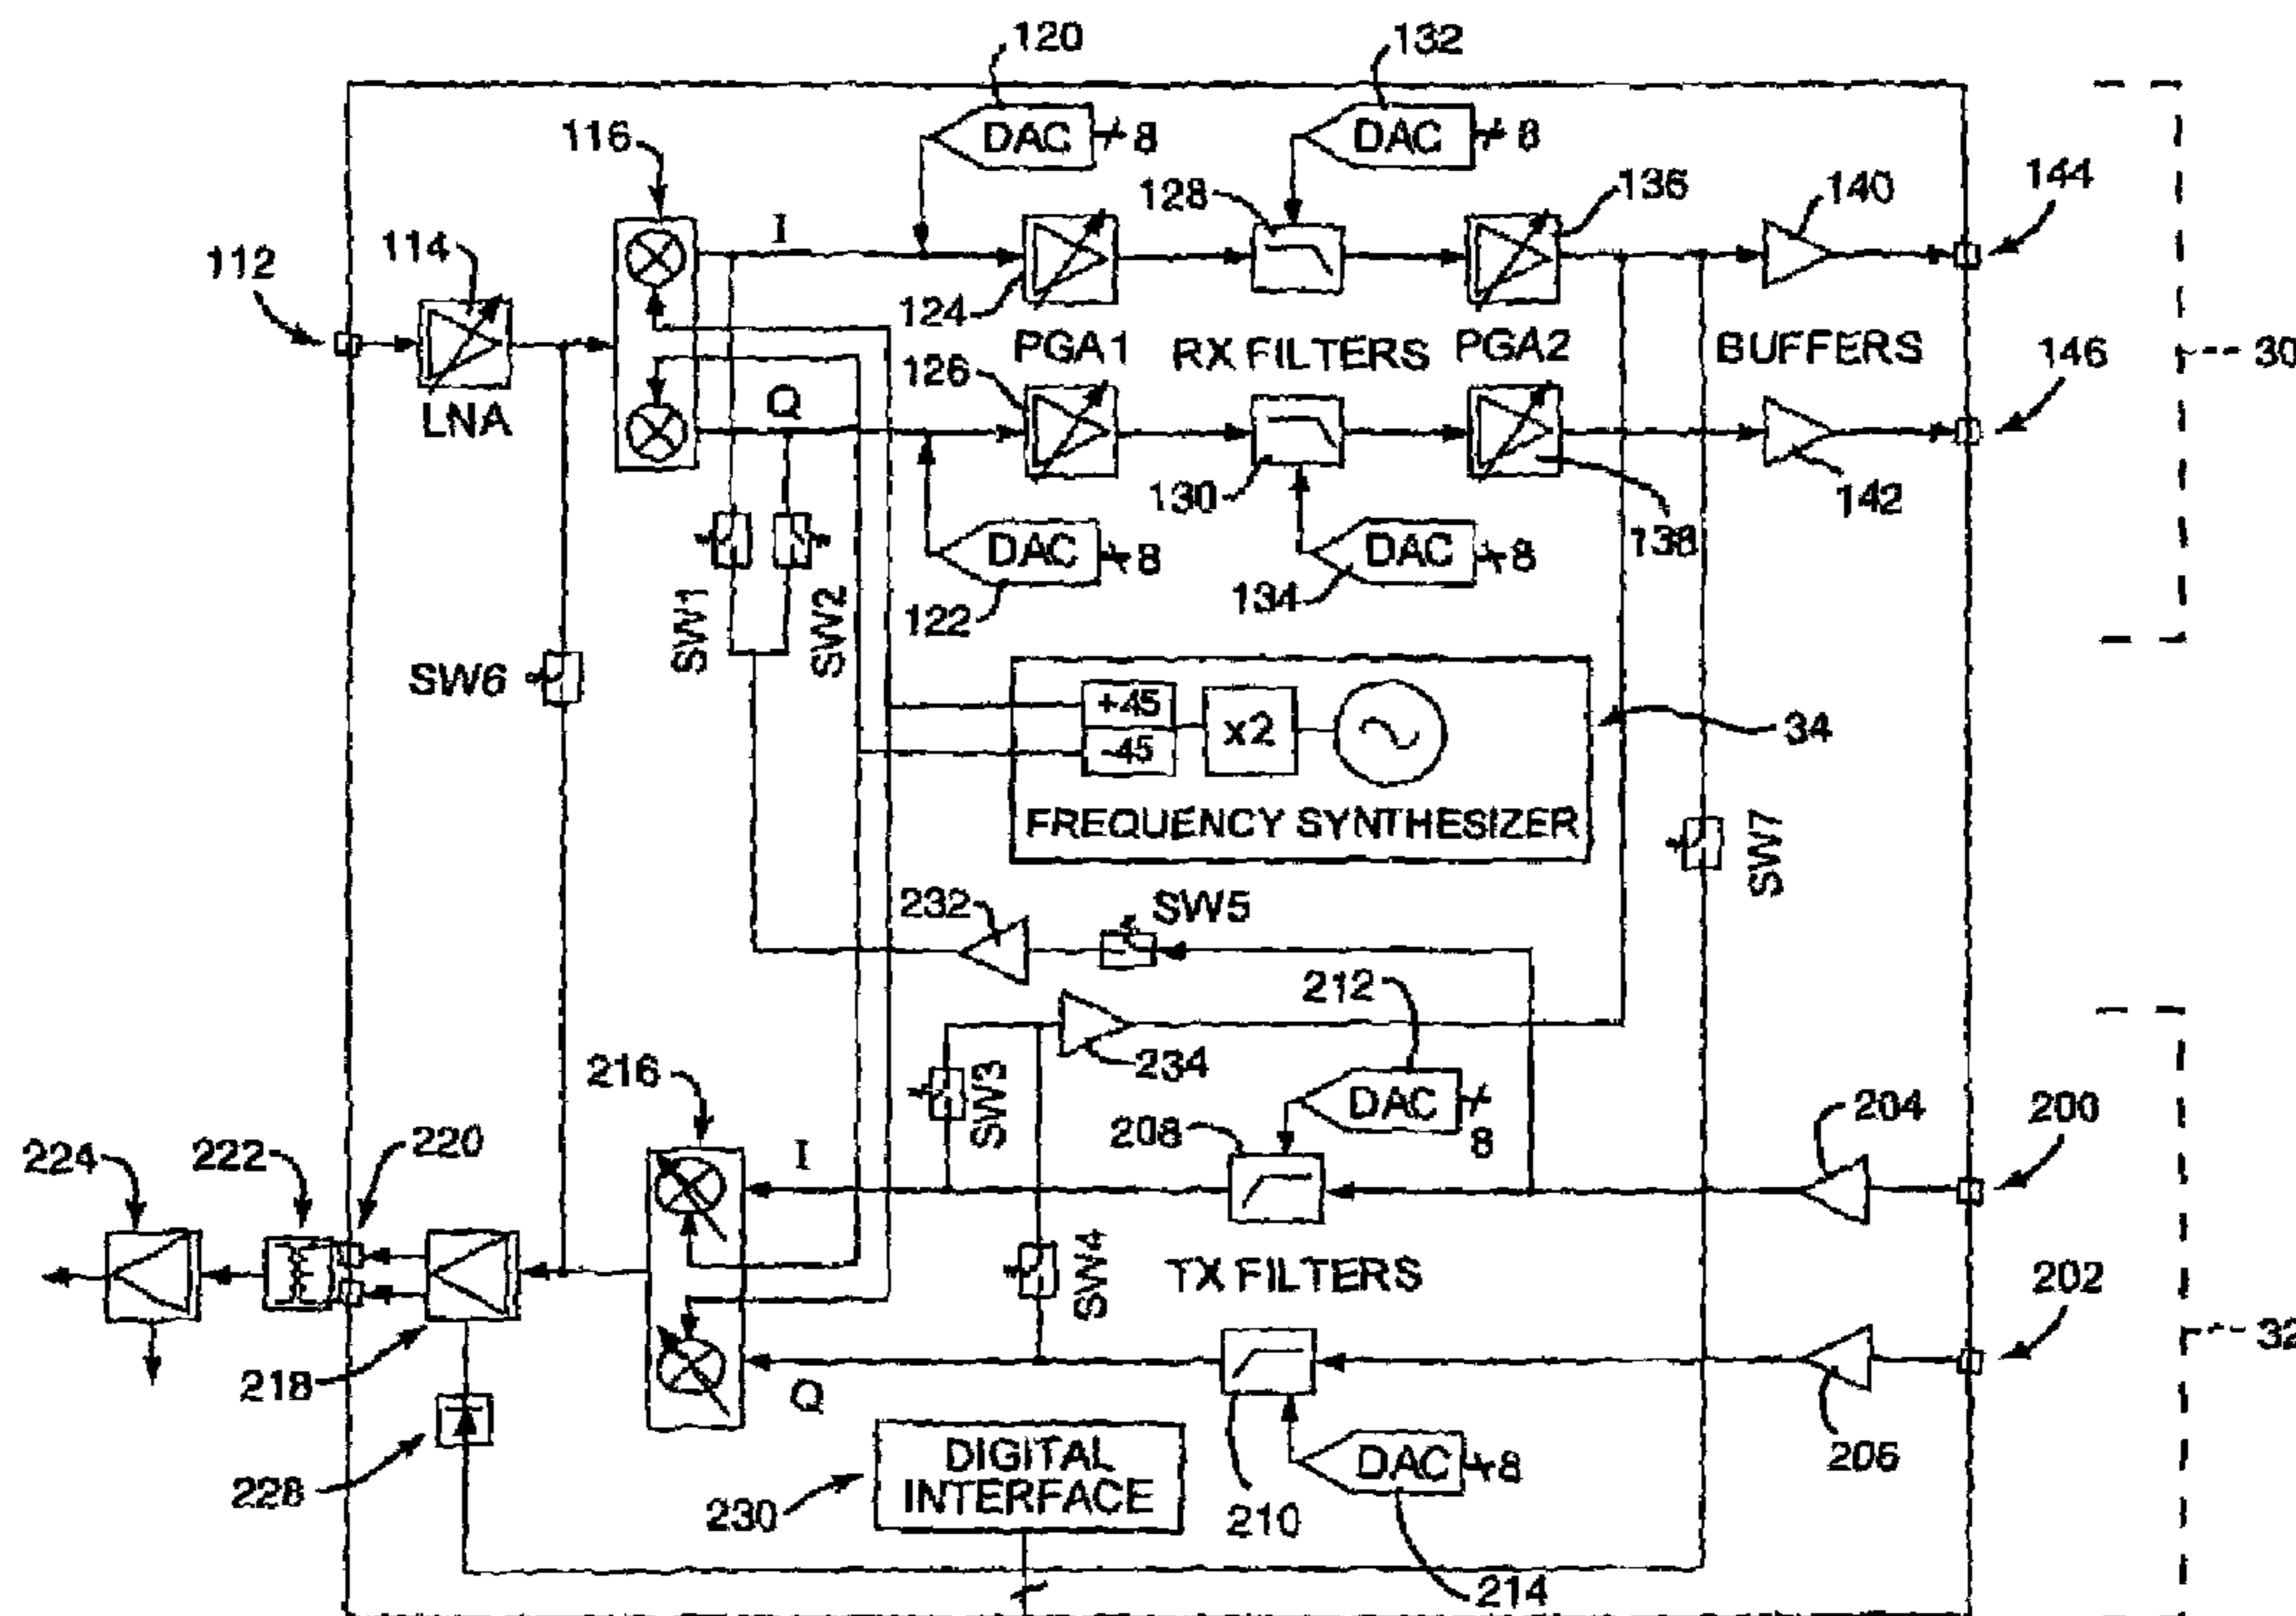 120
132
DAC
8
DAC
8
116
128
136
140
144
I
112
114
124
PGA1
RX FILTERS
PGA2
BUFFERS
30
LNA
126
146
Q
130
142
138
DAC
8
DAC
8
122
134
SW1
SW2
SW6
+45
-45
x2
34
FREQUENCY SYNTHESIZER
SW7
232
SW5
212
234
216
SW3
DAC
8
208
204
200
I
224
222
220
SW4
TX FILTERS
202
32
218
Q
206
228
DIGITAL
INTERFACE
230
210
DAC
8
214